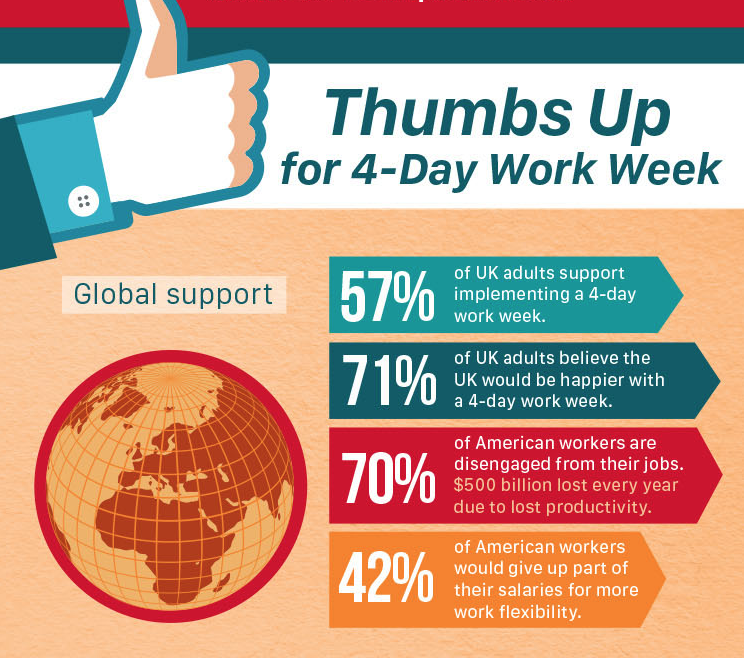 Thumbs Up
for 4-Day Work Week
Global support
57%
of UK adults support
implementing a 4-day
work week.
71%
of UK adults believe the
UK would be happier with
a 4-day work week.
70%
of American workers are
disengaged from their jobs.
$500 billion lost every year
due to lost productivity.
42%
of American workers
would give up part of
their salaries for more
work flexibility.